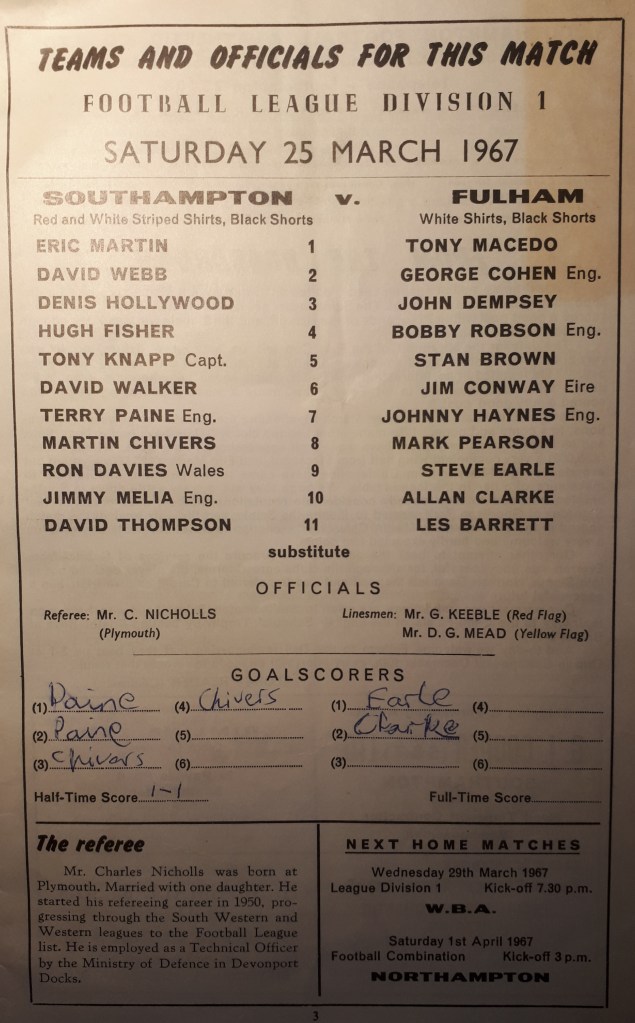 TEAMS AND OFFICIALS FOR THIS MATCH
FOOTBALL LEAGUE DIVISION 1
SATURDAY 25 MARCH 1967
SOUTHAMPTON v. FULHAM
Red and White Striped Shirts, Black Shorts White Shirts, Black Shorts
ERIC MARTIN 1 TONY MACEDO
DAVID WEBB 2 GEORGE COHEN Eng.
DENIS HOLLYWOOD 3 JOHN DEMPSEY
HUGH FISHER 4 BOBBY ROBSON Eng.
TONY KNAPP Capt. 5 STAN BROWN
DAVID WALKER 6 JIM CONWAY Eire
TERRY PAINE Eng. 7 JOHNNY HAYNES Eng.
MARTIN CHIVERS 8 MARK PEARSON
RON DAVIES Wales 9 STEVE EARLE
JIMMY MELIA Eng. 10 ALLAN CLARKE
DAVID THOMPSON 11 LES BARRETT
substitute
OFFICIALS
Referee: Mr. C. NICHOLLS Linesmen: Mr. G. KEEBLE (Red Flag)
(Plymouth) Mr. D. G. MEAD (Yellow Flag)
GOALSCORERS
(1) Paine (4) Chivers (1) Earle (4)
(2) Paine (5) (2) Clarke (5)
(3) Chivers (6) (3) (6)
Half-Time Score 1-1 Full-Time Score
The referee
Mr. Charles Nicholls was born at
Plymouth. Married with one daughter. He
started his refereeing career in 1950, pro-
gressing through the South Western and
Western leagues to the Football League
list. He is employed as a Technical Officer
by the Ministry of Defence in Devonport
Docks.
NEXT HOME MATCHES
Wednesday 29th March 1967
League Division 1 Kick-off 7.30 p.m.
W.B.A.
Saturday 1st April 1967
Football Combination Kick-off 3 p.m.
NORTHAMPTON
3